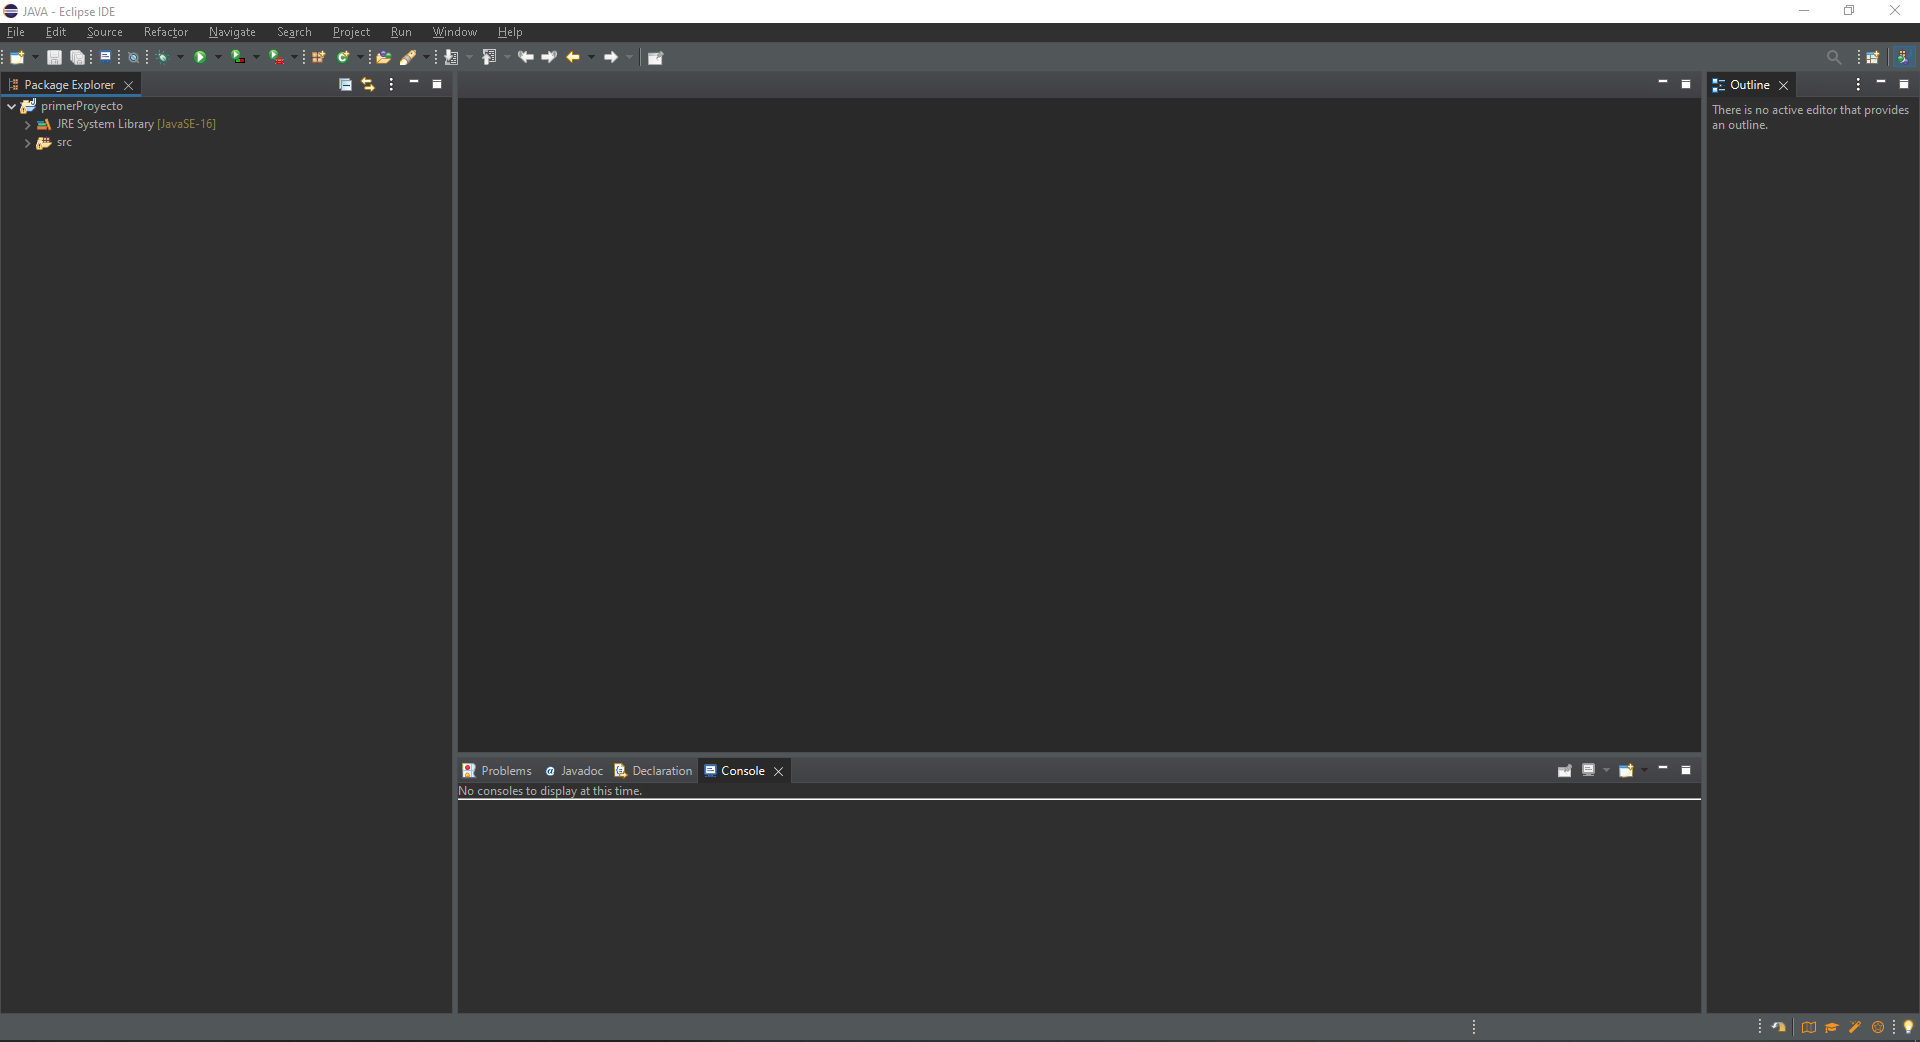 JAVA - Eclipse IDE
File Edit Source Refactor Navigate Search Project Run Window Help
Package Explorer
Outline
primerProyecto
JRE System Library [JavaSE-16]
src
There is no active editor that provides
an outline.
Problems Javadoc Declaration Console
No consoles to display at this time.